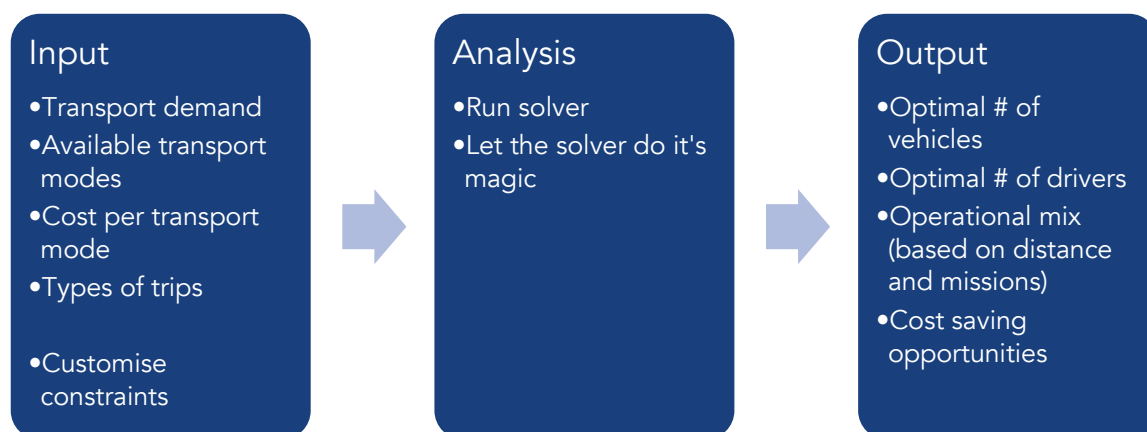 Input
•Transport demand
•Available transport
modes
•Cost per transport
mode
•Types of trips
•Customise
constraints
Analysis
•Run solver
•Let the solver do it's
magic
Output
•Optimal # of
vehicles
•Optimal # of drivers
•Operational mix
(based on distance
and missions)
•Cost saving
opportunities